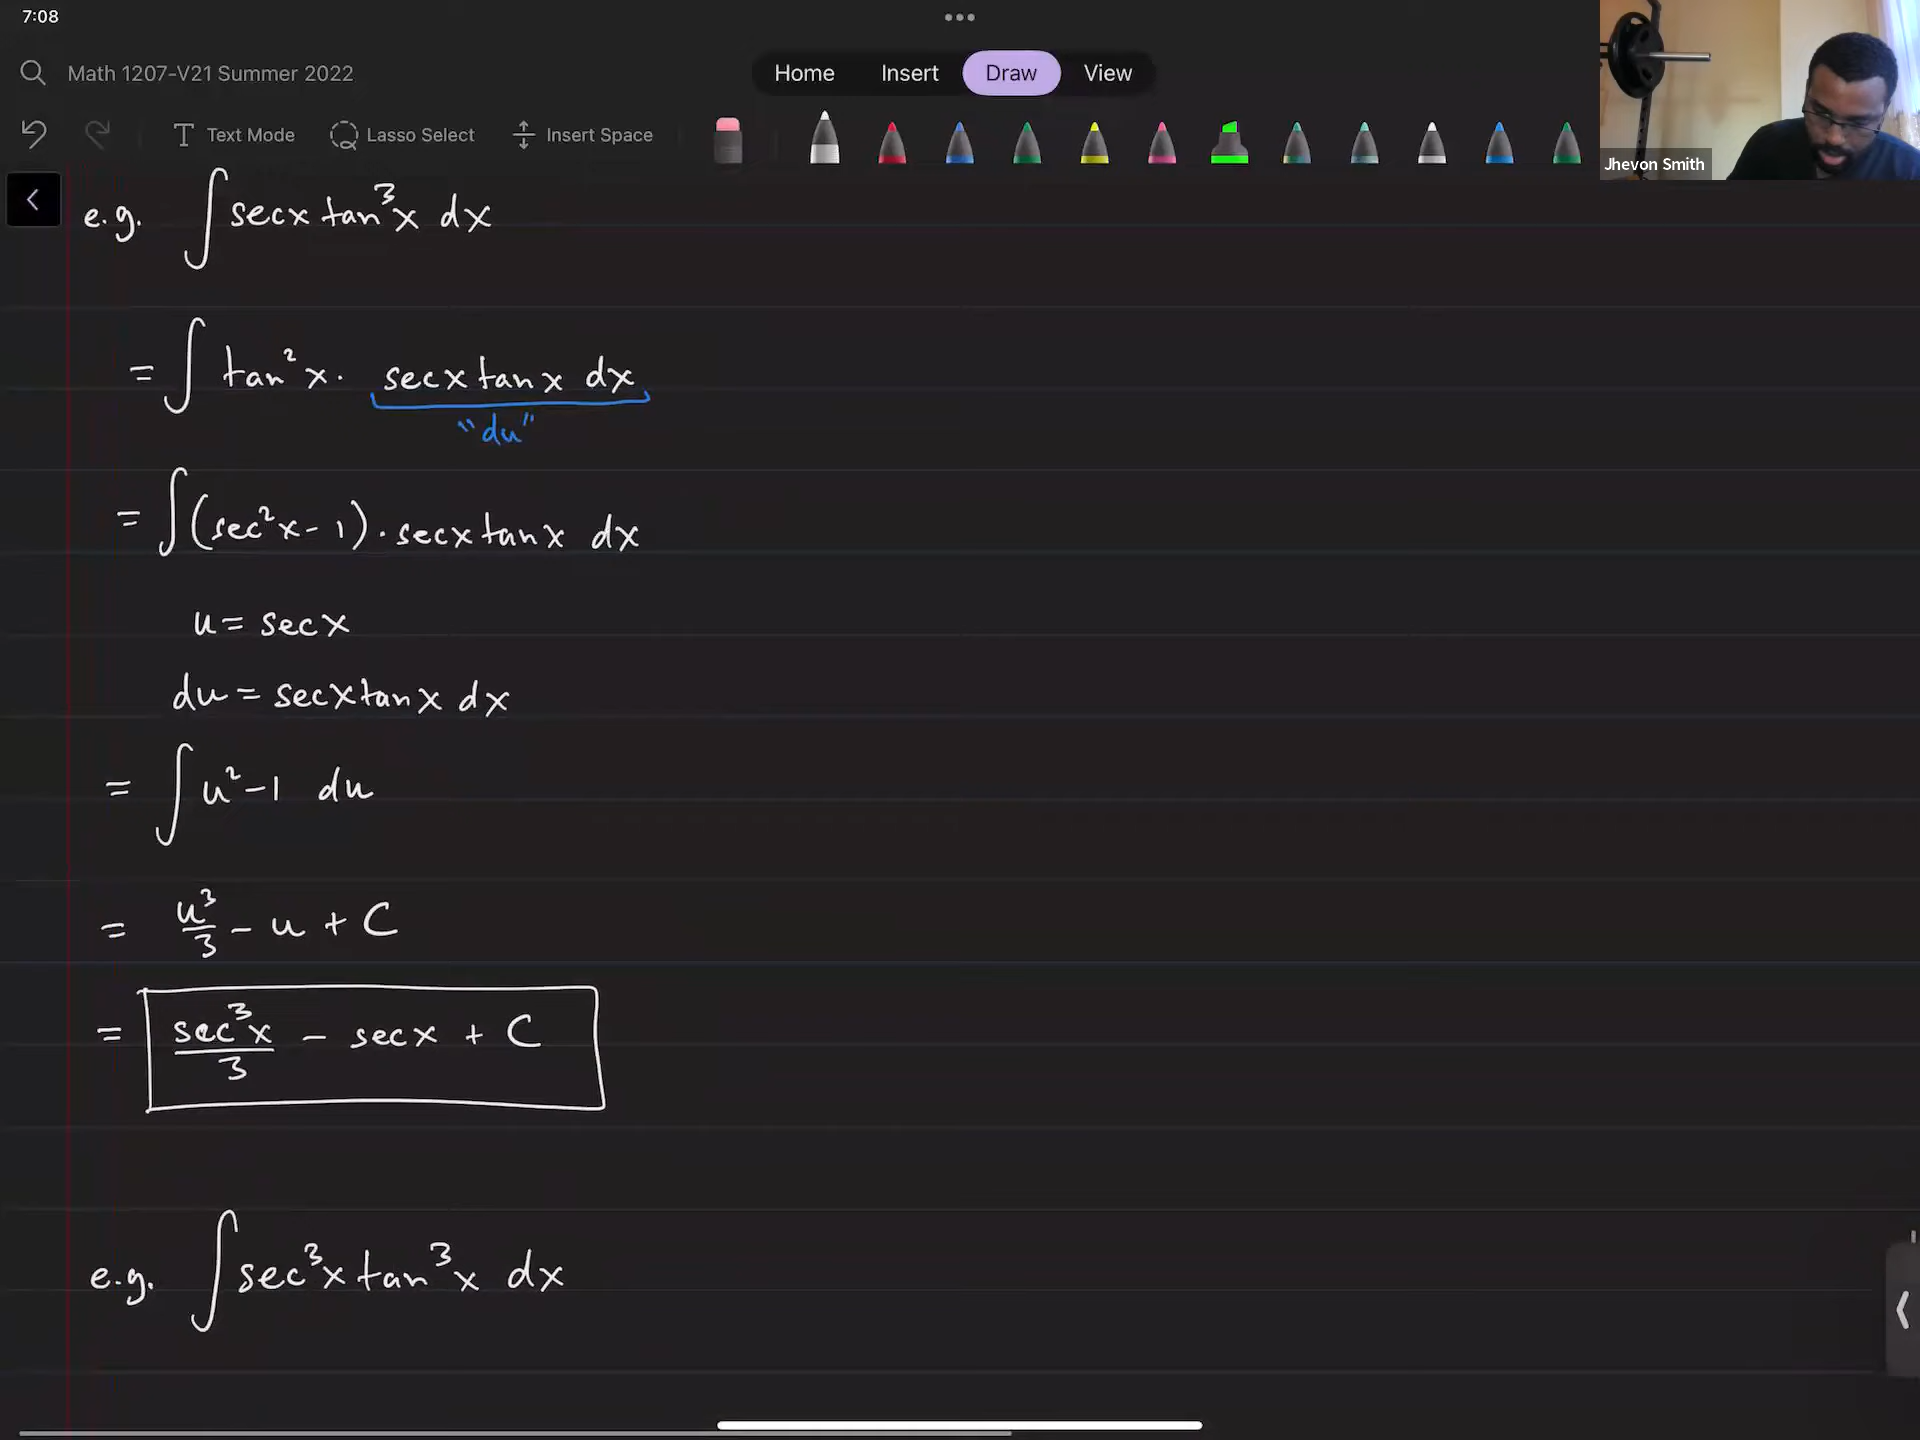 7:08
Math 1207-V21 Summer 2022
Home Insert Draw View
Text Mode Lasso Select Insert Space
Jhevon Smith
e.g. ∫ secx tan³x dx
= ∫ tan²x · secx tanx dx
"du"
= ∫ (sec²x - 1) · secx tanx dx
u = secx
du = secx tanx dx
= ∫ u² - 1 du
= u³/3 - u + C
= sec³x/3 - secx + C
e.g. ∫ sec³x tan³x dx